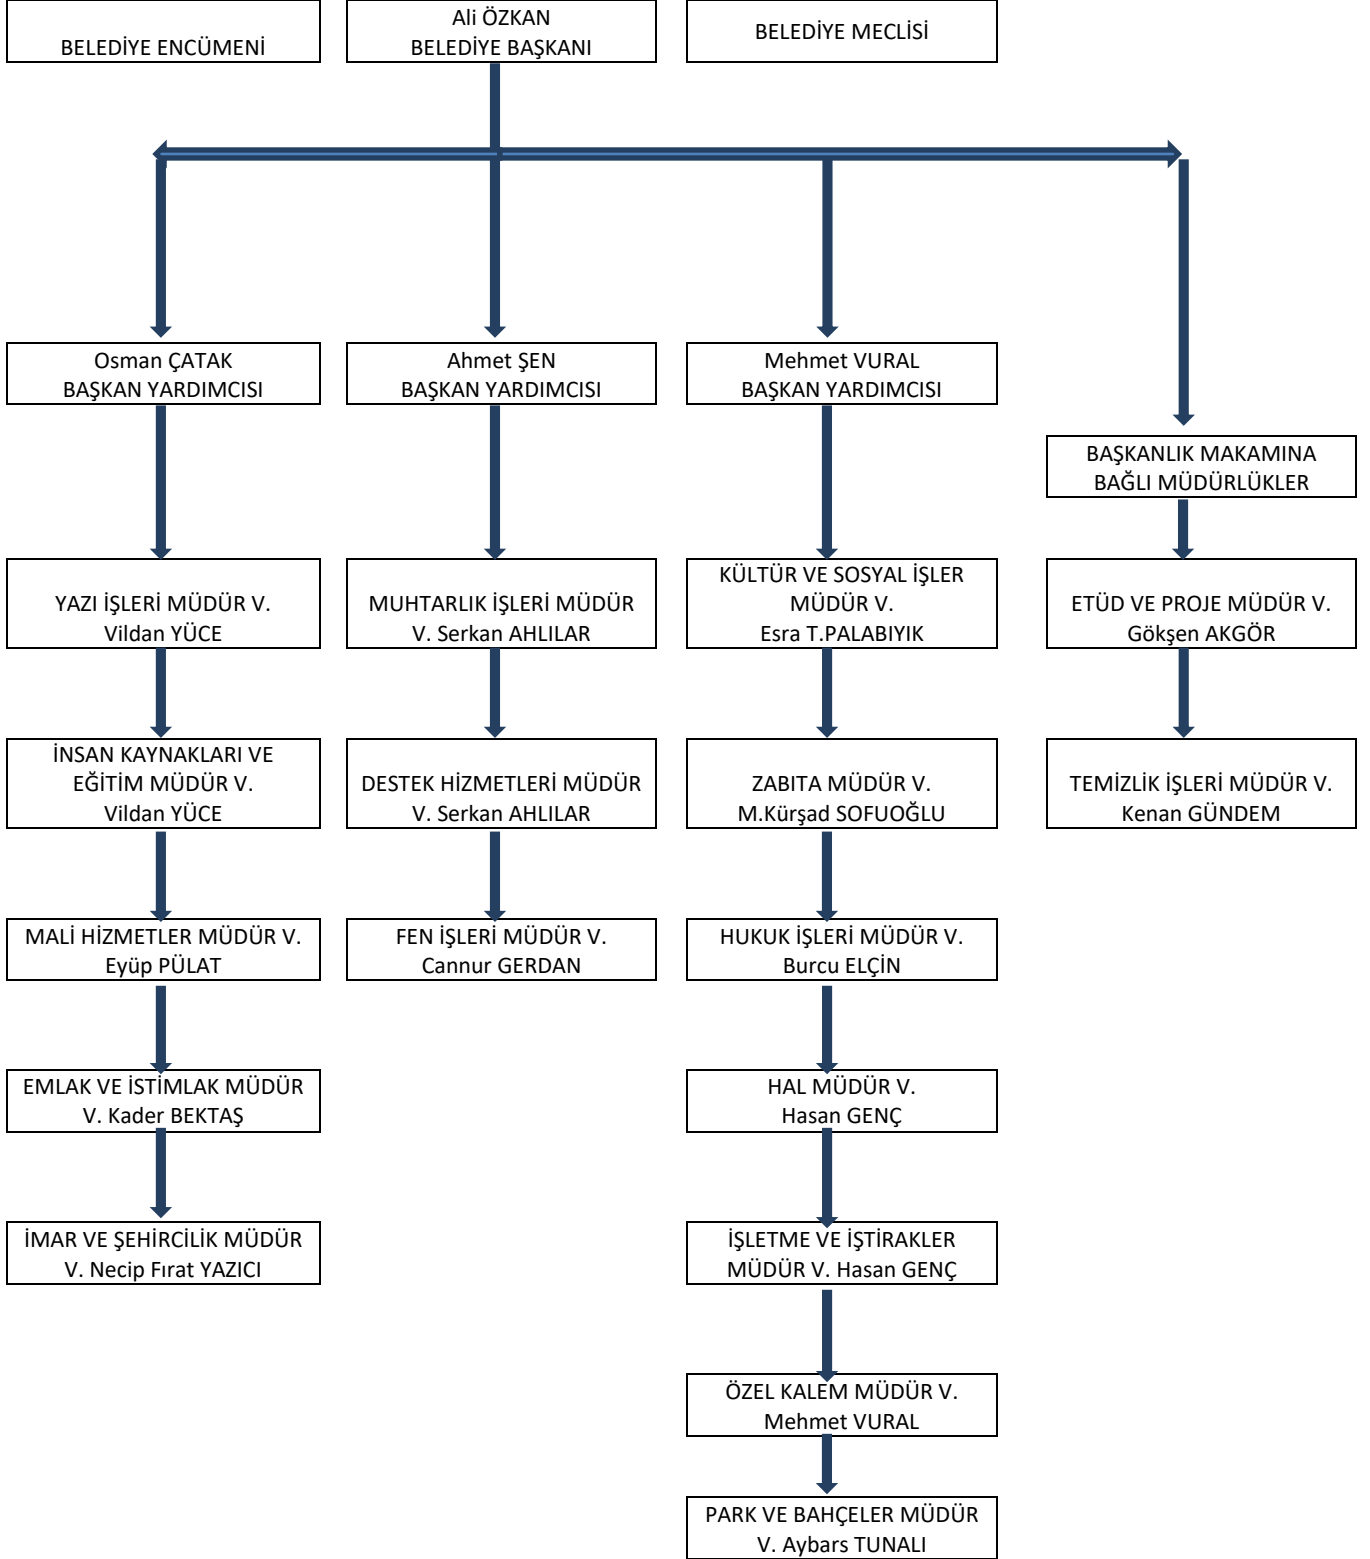 BELEDİYE ENCÜMENİ
Ali ÖZKAN
BELEDİYE BAŞKANI
BELEDİYE MECLİSİ
Osman ÇATAK
BAŞKAN YARDIMCISI
Ahmet ŞEN
BAŞKAN YARDIMCISI
Mehmet VURAL
BAŞKAN YARDIMCISI
BAŞKANLIK MAKAMINA
BAĞLI MÜDÜRLÜKLER
YAZI İŞLERİ MÜDÜR V.
Vildan YÜCE
MUHTARLIK İŞLERİ MÜDÜR
V. Serkan AHLILAR
KÜLTÜR VE SOSYAL İŞLER
MÜDÜR V.
Esra T.PALABIYIK
ETÜD VE PROJE MÜDÜR V.
Gökşen AKGÖR
İNSAN KAYNAKLARI VE
EĞİTİM MÜDÜR V.
Vildan YÜCE
DESTEK HİZMETLERİ MÜDÜR
V. Serkan AHLILAR
ZABITA MÜDÜR V.
M.Kürşad SOFUOĞLU
TEMİZLİK İŞLERİ MÜDÜR V.
Kenan GÜNDEM
MALİ HİZMETLER MÜDÜR V.
Eyüp PÜLAT
FEN İŞLERİ MÜDÜR V.
Cannur GERDAN
HUKUK İŞLERİ MÜDÜR V.
Burcu ELÇİN
EMLAK VE İSTİMLAK MÜDÜR
V. Kader BEKTAŞ
HAL MÜDÜR V.
Hasan GENÇ
İMAR VE ŞEHİRCİLİK MÜDÜR
V. Necip Fırat YAZICI
İŞLETME VE İŞTİRAKLER
MÜDÜR V. Hasan GENÇ
ÖZEL KALEM MÜDÜR V.
Mehmet VURAL
PARK VE BAHÇELER MÜDÜR
V. Aybars TUNALI